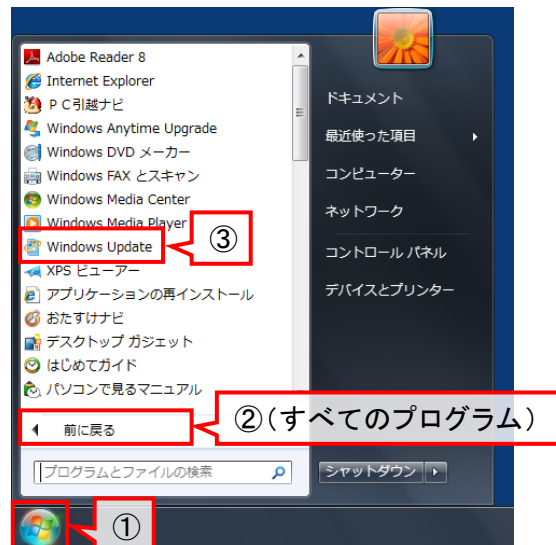 Adobe Reader 8
Internet Explorer
ＰＣ引越ナビ
Windows Anytime Upgrade
Windows DVD メーカー
Windows FAX とスキャン
Windows Media Center
Windows Media Player
Windows Update
③
XPS ビューアー
アプリケーションの再インストール
おたすけナビ
デスクトップ ガジェット
はじめてガイド
パソコンで見るマニュアル
前に戻る
②(すべてのプログラム)
プログラムとファイルの検索
①
ドキュメント
最近使った項目
コンピューター
ネットワーク
コントロール パネル
デバイスとプリンター
シャットダウン